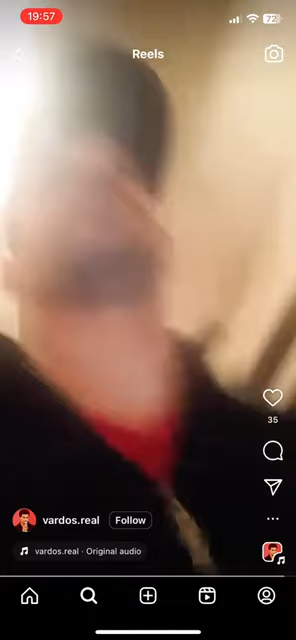 19:57
72
Reels
35
vardos.real
Follow
vardos.real · Original audio